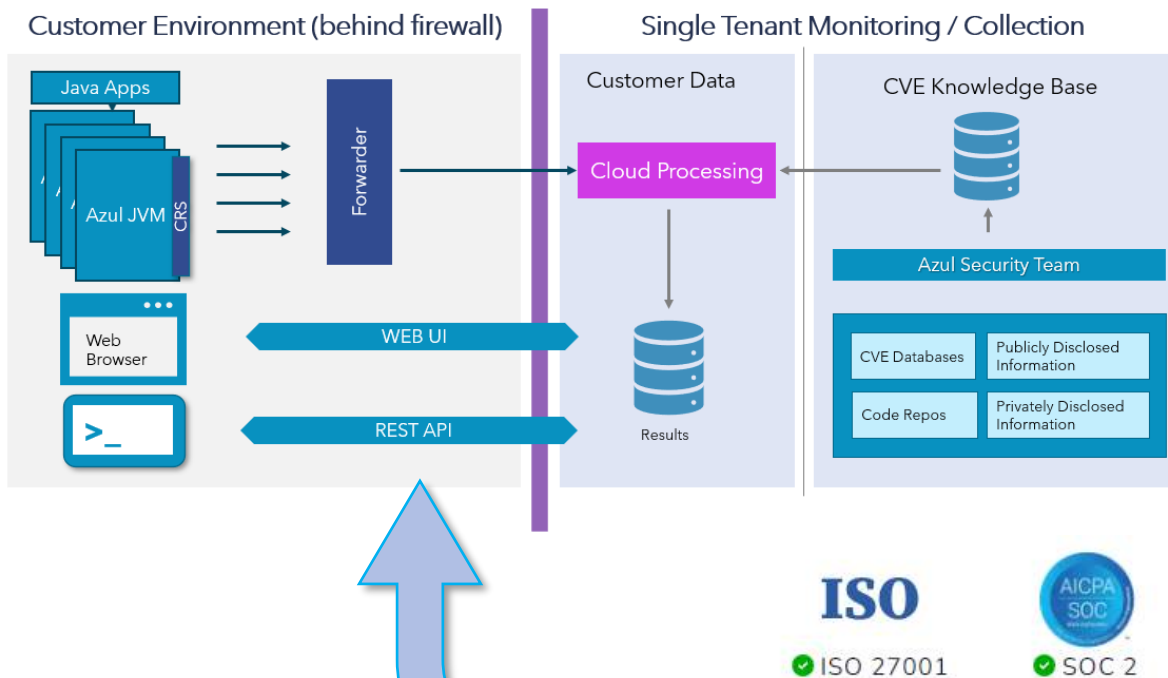 Customer Environment (behind firewall)
Single Tenant Monitoring / Collection
Java Apps
Azul JVM
CRS
Forwarder
Customer Data
Cloud Processing
CVE Knowledge Base
Azul Security Team
Web
Browser
WEB UI
>_
REST API
Results
CVE Databases
Publicly Disclosed
Information
Code Repos
Privately Disclosed
Information
ISO
ISO 27001
AICPA
SOC
SOC 2